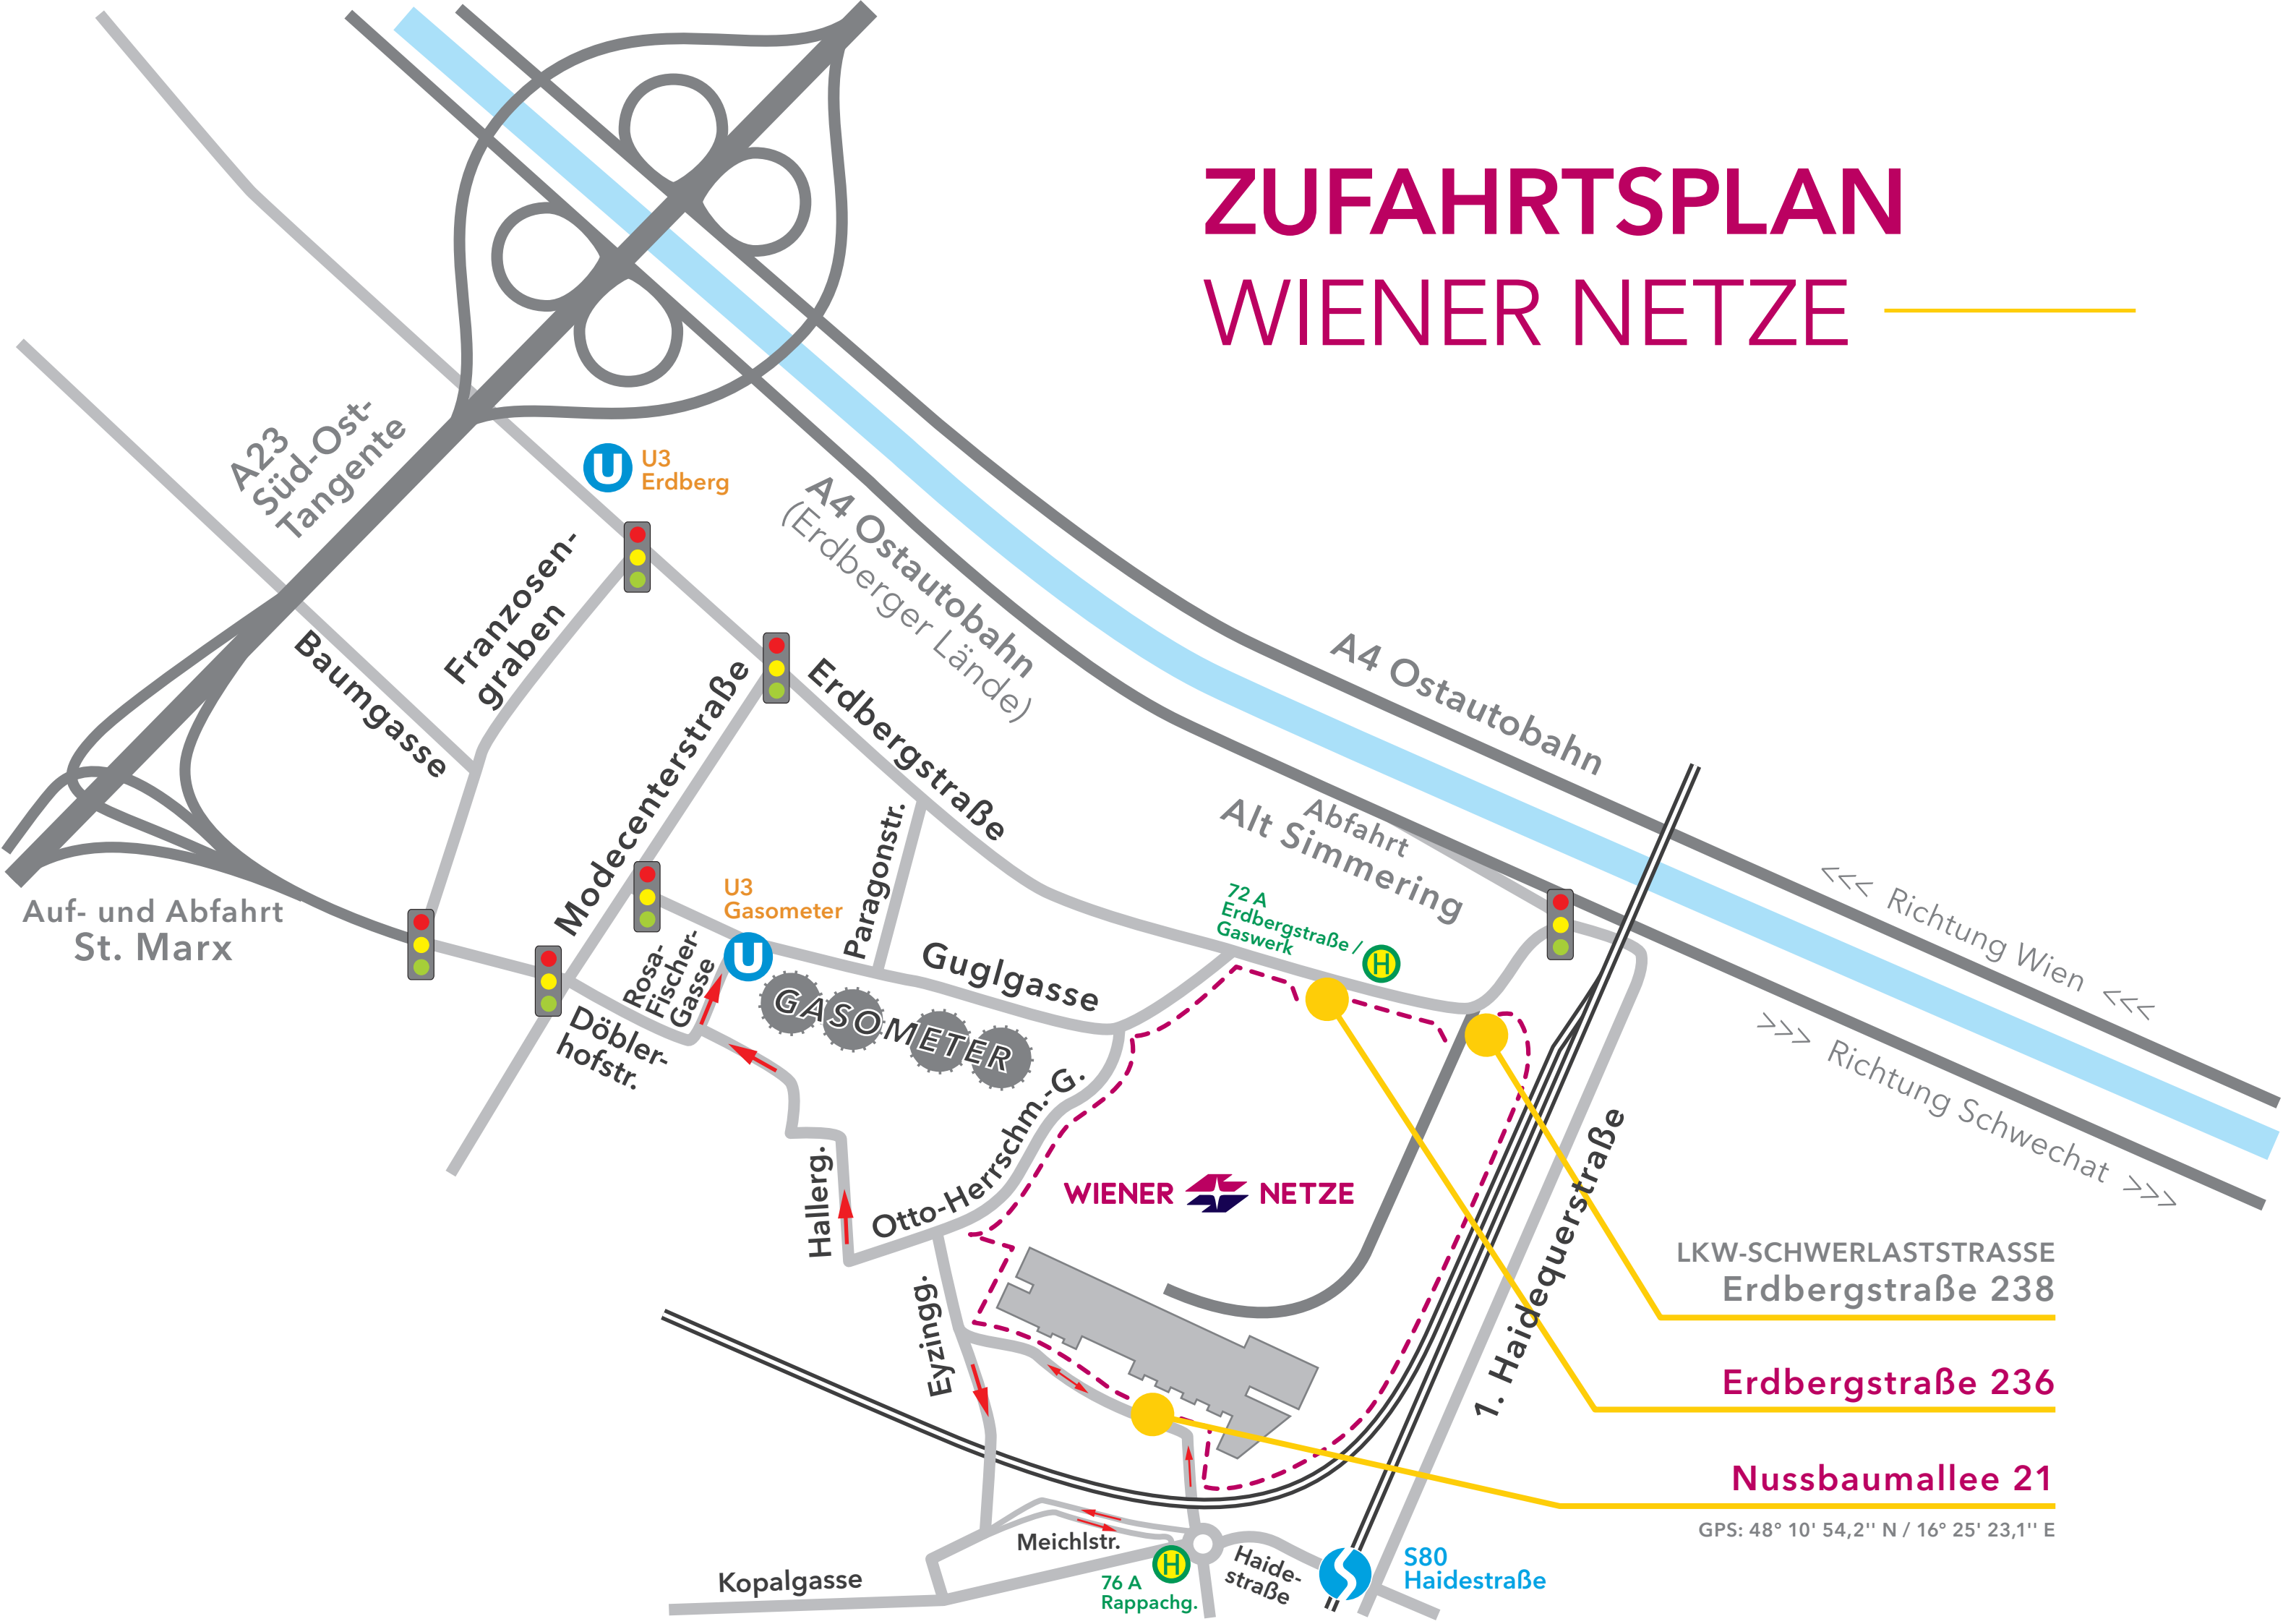 ZUFAHRTSPLAN
WIENER NETZE
A23
Süd-Ost-
Tangente
U3
Erdberg
A4 Ostautobahn
(Erdberger Lände)
Franzosen-
graben
Baumgasse
Modecenterstraße
Erdbergstraße
A4 Ostautobahn
Abfahrt
Alt Simmering
Paragonstr.
<<< Richtung Wien <<<
>>> Richtung Schwechat >>>
Auf- und Abfahrt
St. Marx
U3
Gasometer
U
U
72 A
Erdbergstraße /
Gaswerk
H
Rosa-
Fischer-
Gasse
Guglgasse
GASOMETER
Döbler-
hofstr.
Otto-Herrschm.-G.
Hallerg.
WIENER NETZE
1. Haidequerstraße
LKW-SCHWERLASTSTRASSE
Erdbergstraße 238
Eyzingg.
Erdbergstraße 236
Nussbaumallee 21
GPS: 48° 10' 54,2'' N / 16° 25' 23,1'' E
Meichlstr.
Kopalgasse
H
76 A
Rappachg.
Haide-
straße
S80
Haidestraße